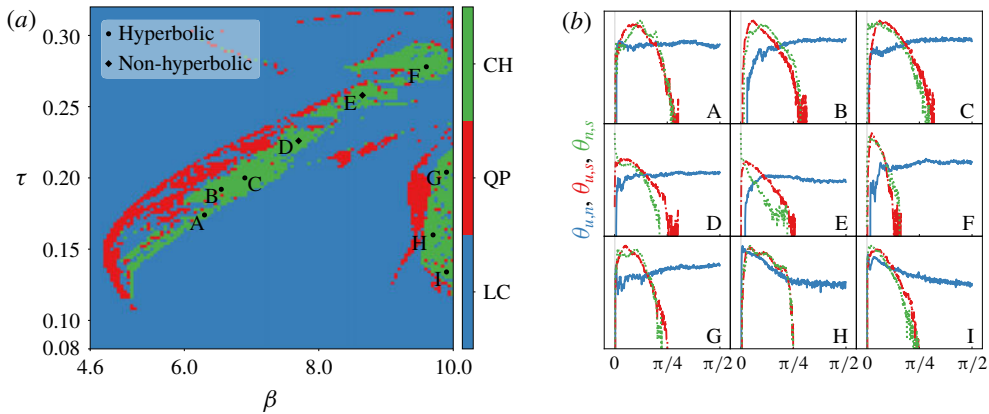 (a)
0.30
0.25
τ
0.20
0.15
0.10
0.08
4.6
6.0
8.0
10.0
β
Hyperbolic
Non-hyperbolic
A
B
C
D
E
F
G
H
I
CH
QP
LC
(b)
θu,n, θu,s, θn,s
A
B
C
D
E
F
G
H
I
0 π/4 π/2
0 π/4 π/2
0 π/4 π/2